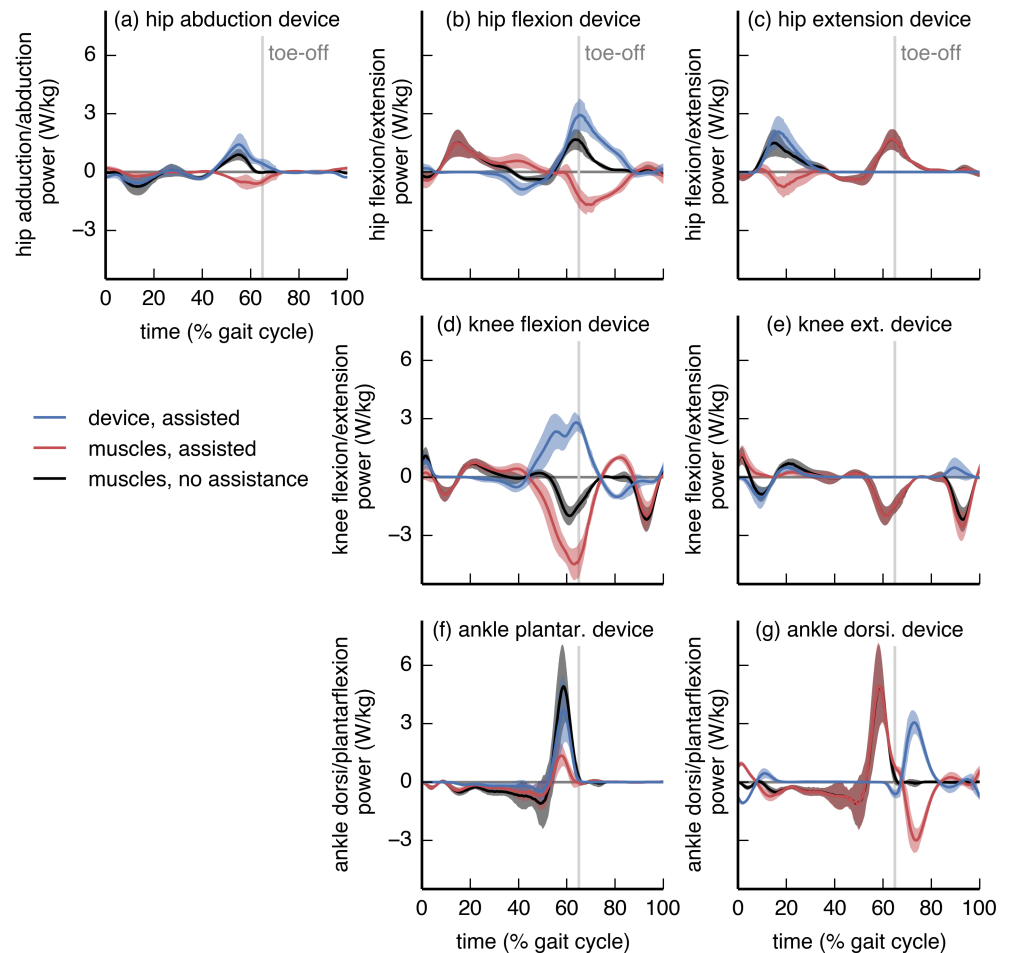 (a) hip abduction device
(b) hip flexion device
(c) hip extension device
toe-off
toe-off
toe-off
hip adduction/abduction
power (W/kg)
6
3
0
−3
hip flexion/extension
power (W/kg)
hip flexion/extension
power (W/kg)
0 20 40 60 80 100
time (% gait cycle)
(d) knee flexion device
(e) knee ext. device
knee flexion/extension
power (W/kg)
6
3
0
−3
knee flexion/extension
power (W/kg)
device, assisted
muscles, assisted
muscles, no assistance
(f) ankle plantar. device
(g) ankle dorsi. device
ankle dorsi/plantarflexion
power (W/kg)
6
3
0
−3
ankle dorsi/plantarflexion
power (W/kg)
0 20 40 60 80 100
0 20 40 60 80 100
time (% gait cycle)
time (% gait cycle)